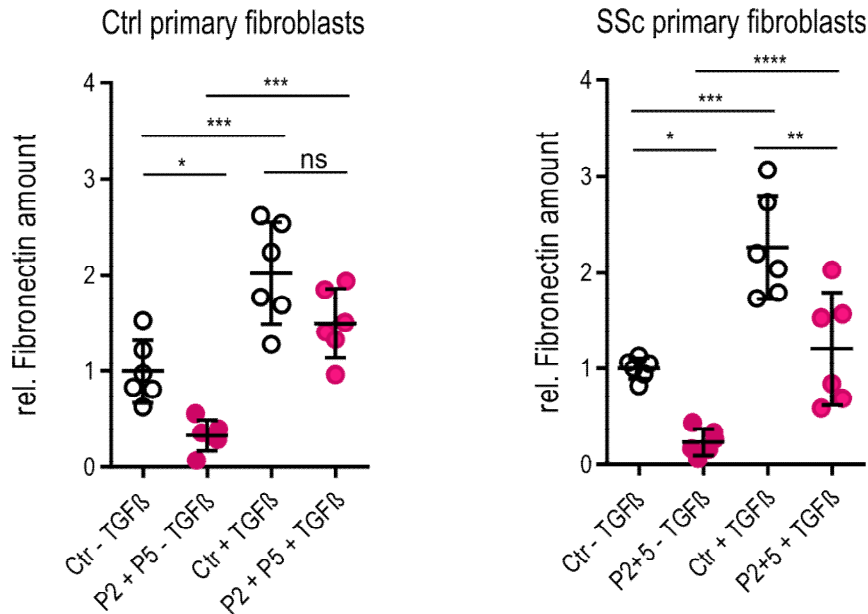 Ctrl primary fibroblasts
rel. Fibronectin amount
4
3
2
1
0
***
***
*
ns
Ctr - TGFß
P2 + P5 - TGFß
Ctr + TGFß
P2 + P5 + TGFß
SSc primary fibroblasts
rel. Fibronectin amount
4
3
2
1
0
****
***
*
**
Ctr - TGFß
P2+5 - TGFß
Ctr + TGFß
P2+5 + TGFß